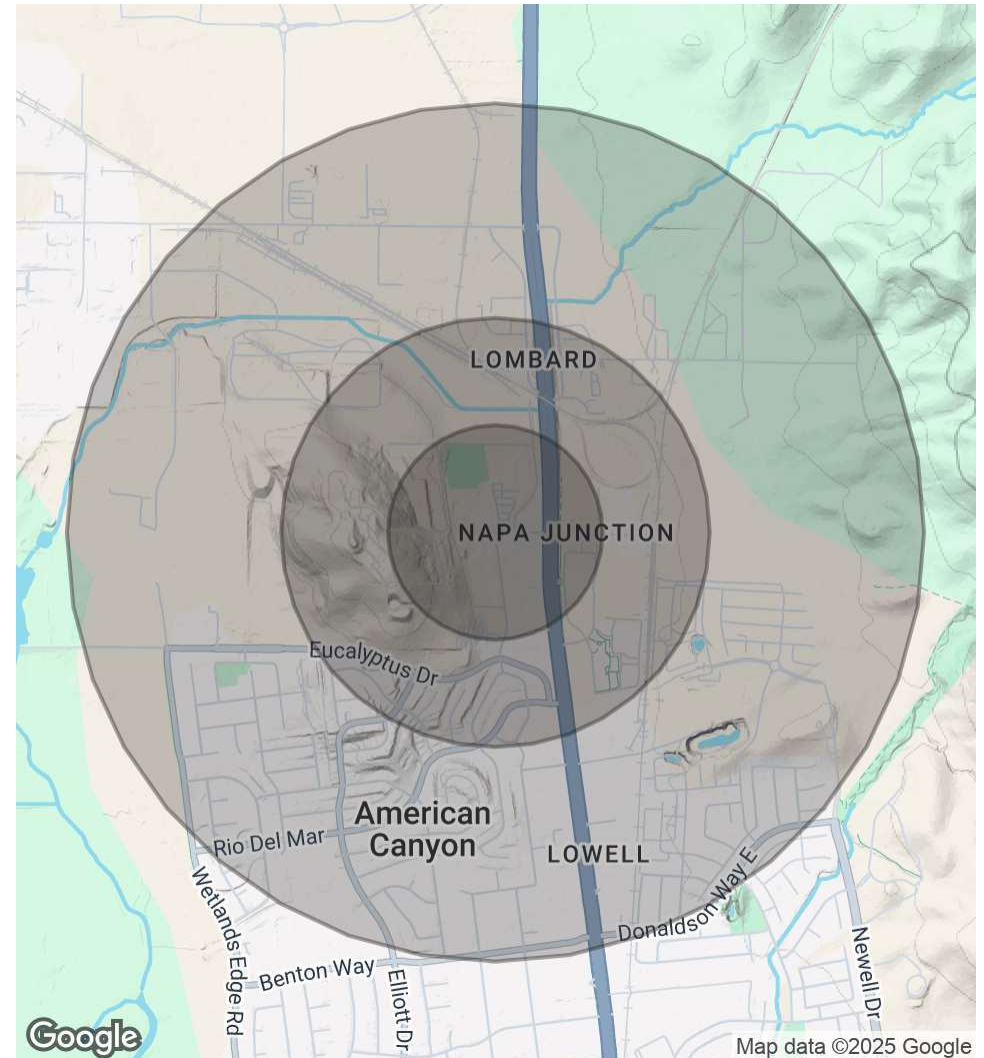 LOMBARD
NAPA JUNCTION
Eucalyptus Dr
American
Canyon
Rio Del Mar
LOWELL
Donaldson Way E
Wetlands Edge Rd
Benton Way
Elliott Dr
Newell Dr
Google
Map data ©2025 Google